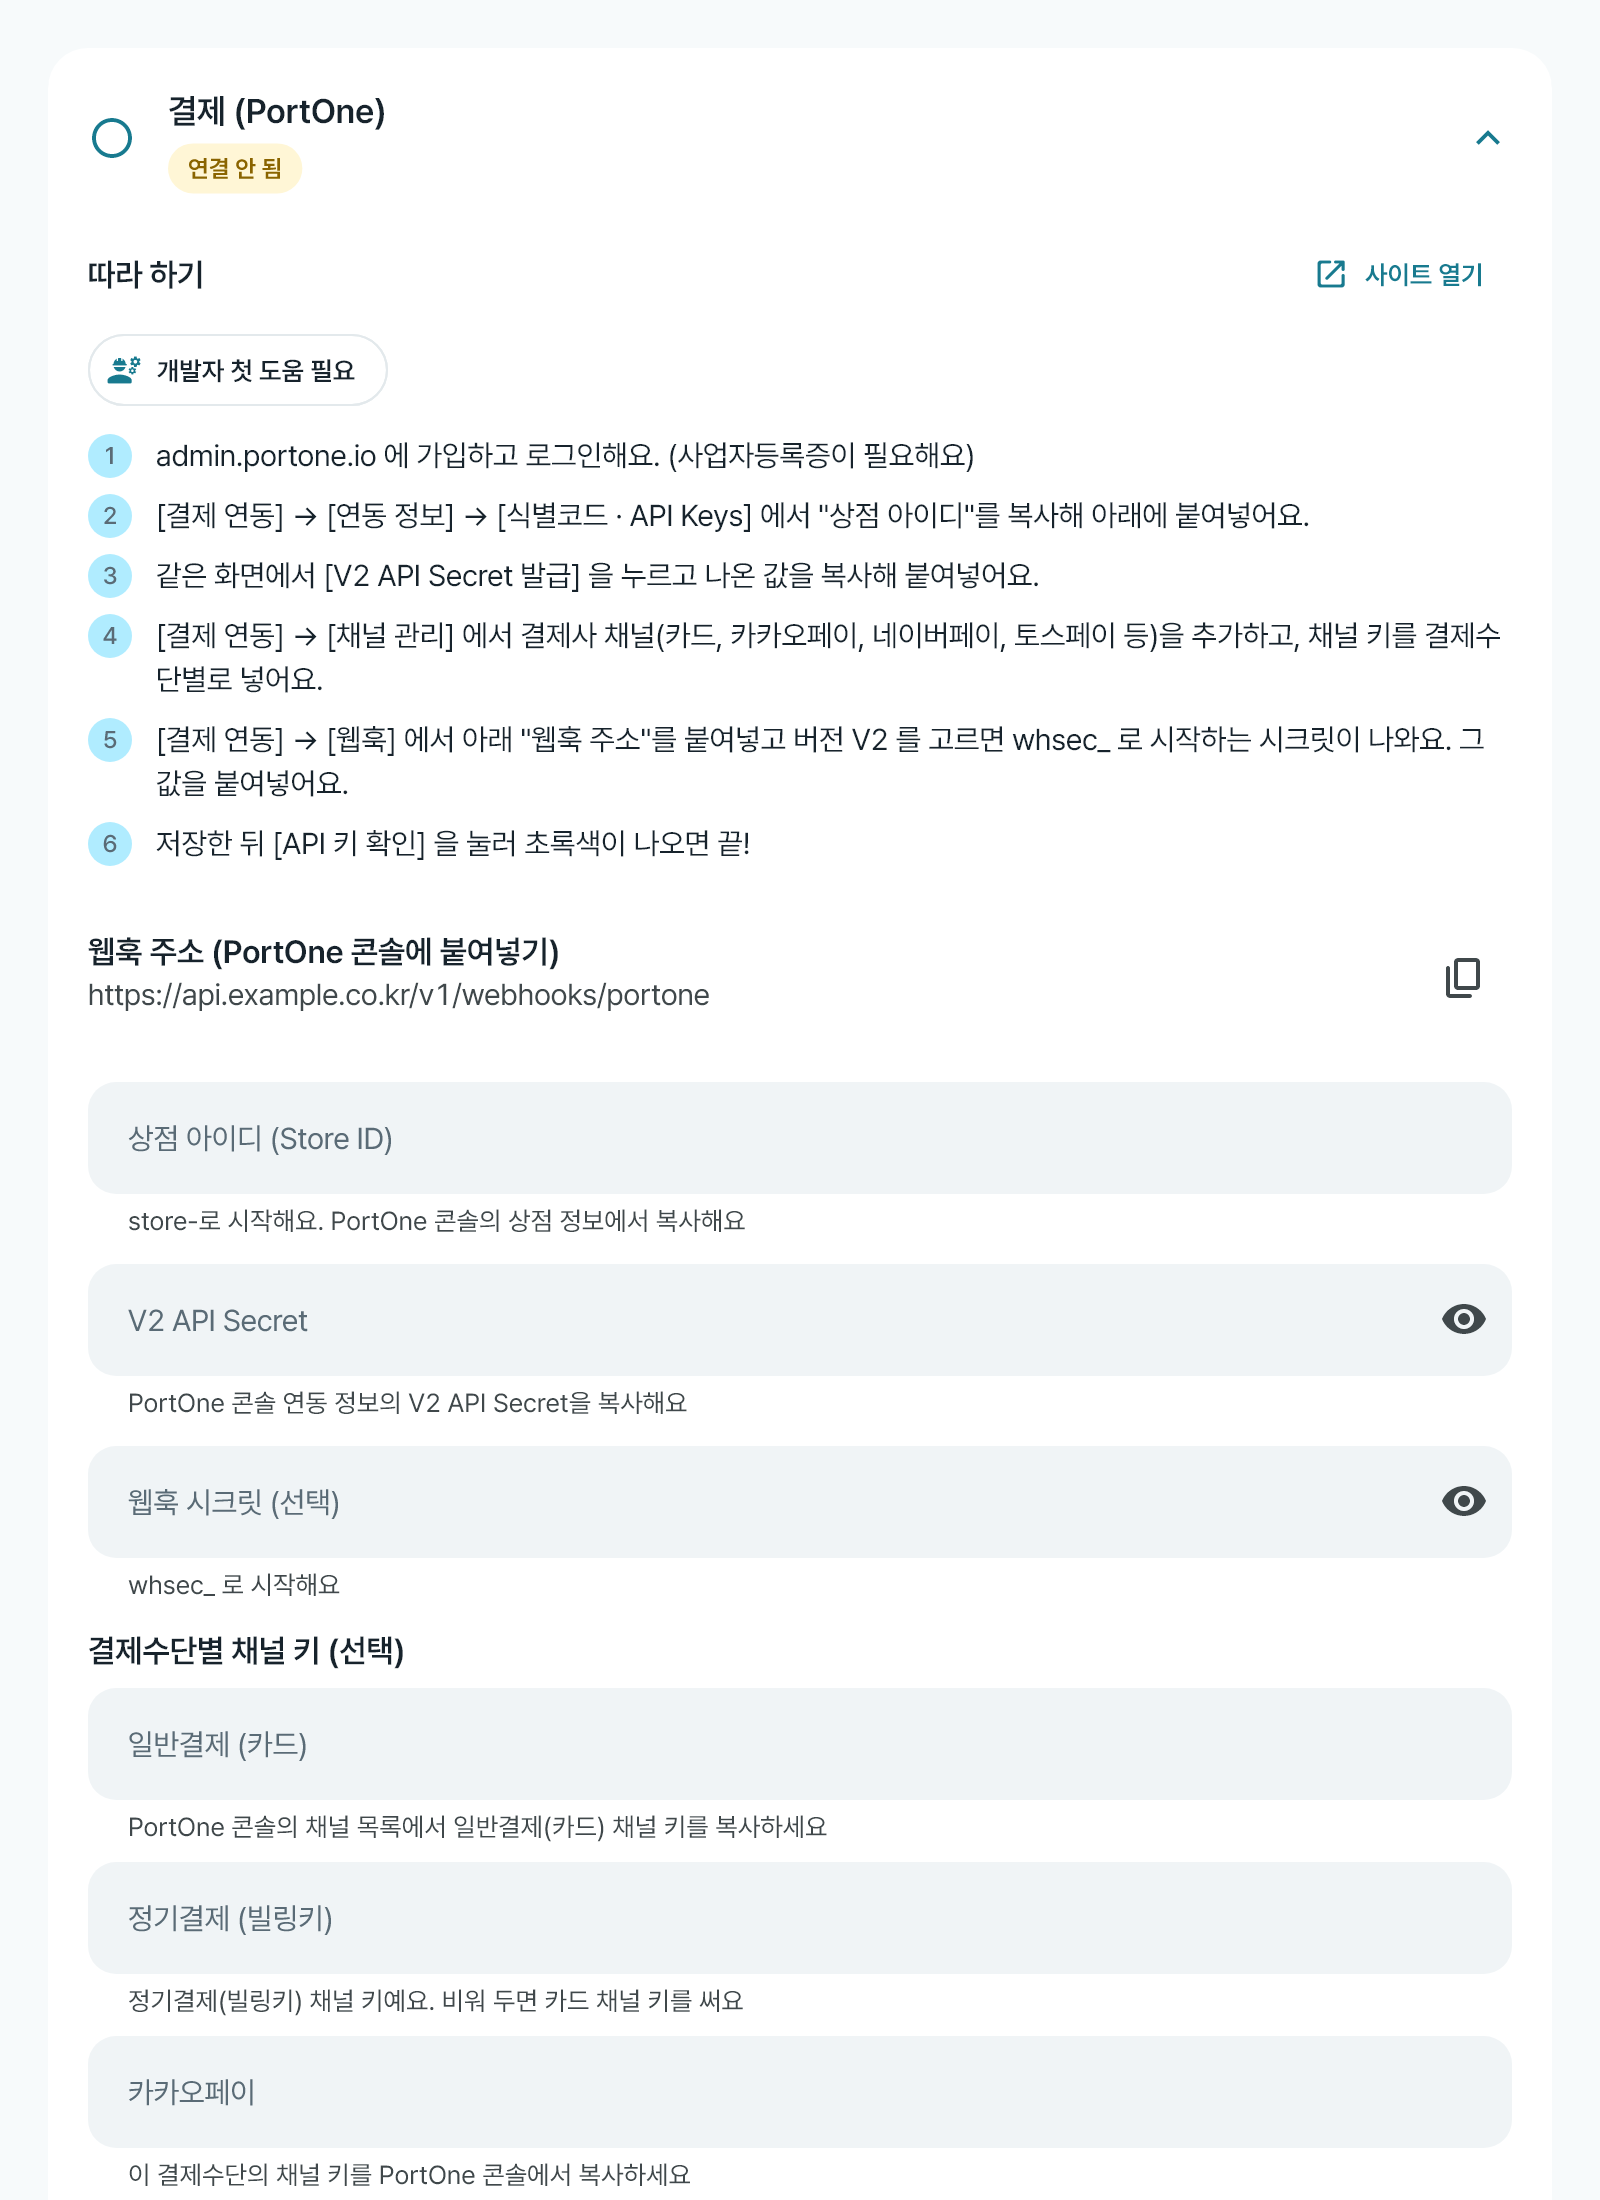 결제 (PortOne)
연결 안 됨
따라 하기
사이트 열기
개발자 첫 도움 필요
1 admin.portone.io 에 가입하고 로그인해요. (사업자등록증이 필요해요)
2 [결제 연동] → [연동 정보] → [식별코드 · API Keys] 에서 "상점 아이디"를 복사해 아래에 붙여넣어요.
3 같은 화면에서 [V2 API Secret 발급] 을 누르고 나온 값을 복사해 붙여넣어요.
4 [결제 연동] → [채널 관리] 에서 결제사 채널(카드, 카카오페이, 네이버페이, 토스페이 등)을 추가하고, 채널 키를 결제수
단별로 넣어요.
5 [결제 연동] → [웹훅] 에서 아래 "웹훅 주소"를 붙여넣고 버전 V2 를 고르면 whsec_ 로 시작하는 시크릿이 나와요. 그
값을 붙여넣어요.
6 저장한 뒤 [API 키 확인] 을 눌러 초록색이 나오면 끝!
웹훅 주소 (PortOne 콘솔에 붙여넣기)
https://api.example.co.kr/v1/webhooks/portone
상점 아이디 (Store ID)
store-로 시작해요. PortOne 콘솔의 상점 정보에서 복사해요
V2 API Secret
PortOne 콘솔 연동 정보의 V2 API Secret을 복사해요
웹훅 시크릿 (선택)
whsec_ 로 시작해요
결제수단별 채널 키 (선택)
일반결제 (카드)
PortOne 콘솔의 채널 목록에서 일반결제(카드) 채널 키를 복사하세요
정기결제 (빌링키)
정기결제(빌링키) 채널 키예요. 비워 두면 카드 채널 키를 써요
카카오페이
이 결제수단의 채널 키를 PortOne 콘솔에서 복사하세요